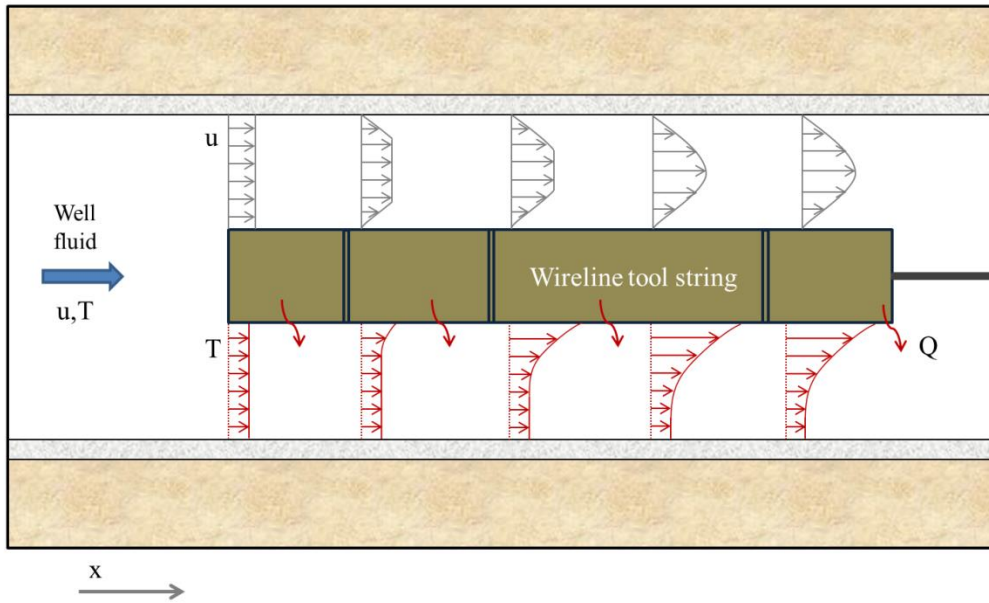 u
Well
fluid
u,T
Wireline tool string
T
Q
x